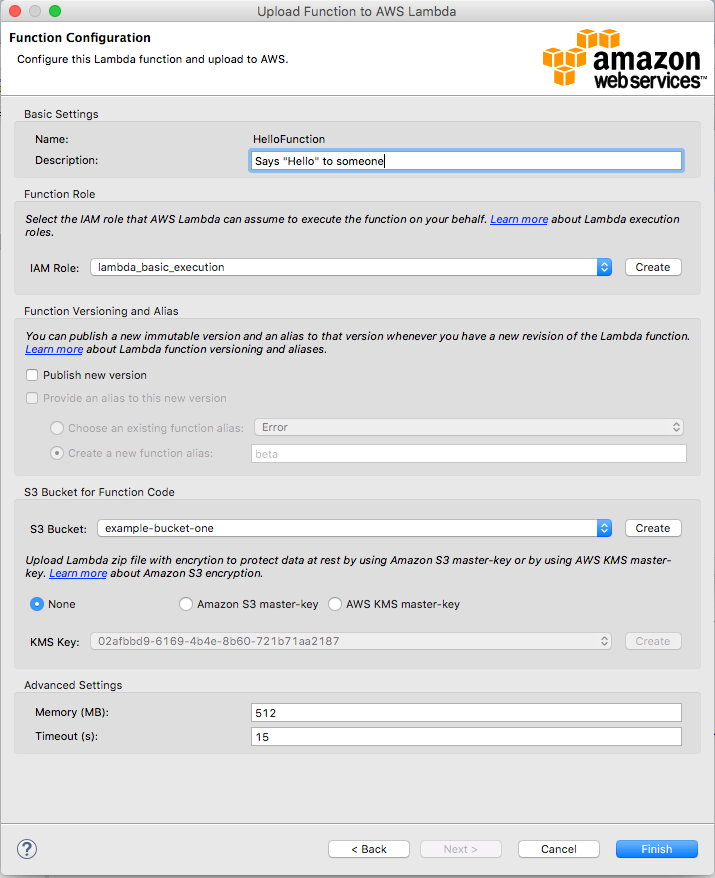 Upload Function to AWS Lambda
Function Configuration
Configure this Lambda function and upload to AWS.
amazon
web services™
Basic Settings
Name: HelloFunction
Description: Says "Hello" to someone
Function Role
Select the IAM role that AWS Lambda can assume to execute the function on your behalf. Learn more about Lambda execution
roles.
IAM Role: lambda_basic_execution Create
Function Versioning and Alias
You can publish a new immutable version and an alias to that version whenever you have a new revision of the Lambda function.
Learn more about Lambda function versioning and aliases.
Publish new version
Provide an alias to this new version
Choose an existing function alias: Error
Create a new function alias: beta
S3 Bucket for Function Code
S3 Bucket: example-bucket-one Create
Upload Lambda zip file with encrytion to protect data at rest by using Amazon S3 master-key or by using AWS KMS master-
key. Learn more about Amazon S3 encryption.
None Amazon S3 master-key AWS KMS master-key
KMS Key: 02afbbd9-6169-4b4e-8b60-721b71aa2187 Create
Advanced Settings
Memory (MB): 512
Timeout (s): 15
? < Back Next > Cancel Finish